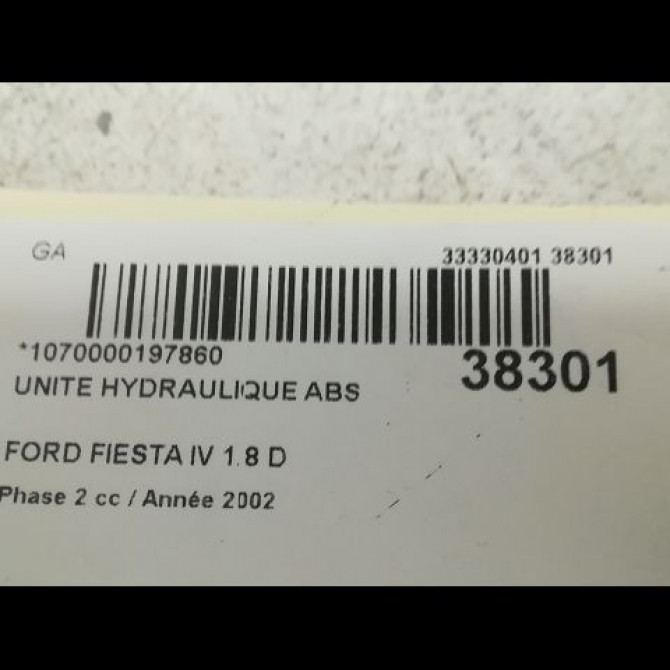 GA 33330401 38301
*1070000197860 38301
UNITE HYDRAULIQUE ABS
FORD FIESTA IV 1.8 D
Phase 2 cc / Année 2002